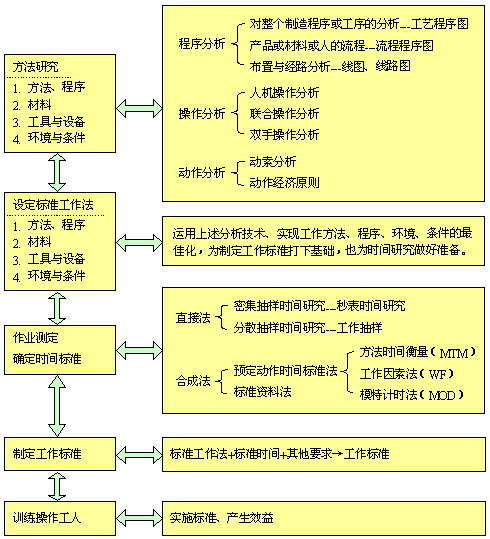 方法研究
1. 方法、程序
2. 材料
3. 工具与设备
4. 环境与条件
程序分析
对整个制造程序或工序的分析---工艺程序图
产品或材料或人的流程---流程程序图
布置与经路分析---线图、线路图
操作分析
人机操作分析
联合操作分析
双手操作分析
动作分析
动素分析
动作经济原则
设定标准工作法
1. 方法、程序
2. 材料
3. 工具与设备
4. 环境与条件
运用上述分析技术、实现工作方法、程序、环境、条件的最
佳化，为制定工作标准打下基础，也为时间研究做好准备。
作业测定
确定时间标准
直接法
密集抽样时间研究---秒表时间研究
分散抽样时间研究---工作抽样
合成法
预定动作时间标准法
方法时间衡量(MTM)
工作因素法(WF)
模特计时法(MOD)
标准资料法
制定工作标准
标准工作法+标准时间+其他要求→工作标准
训练操作工人
实施标准、产生效益